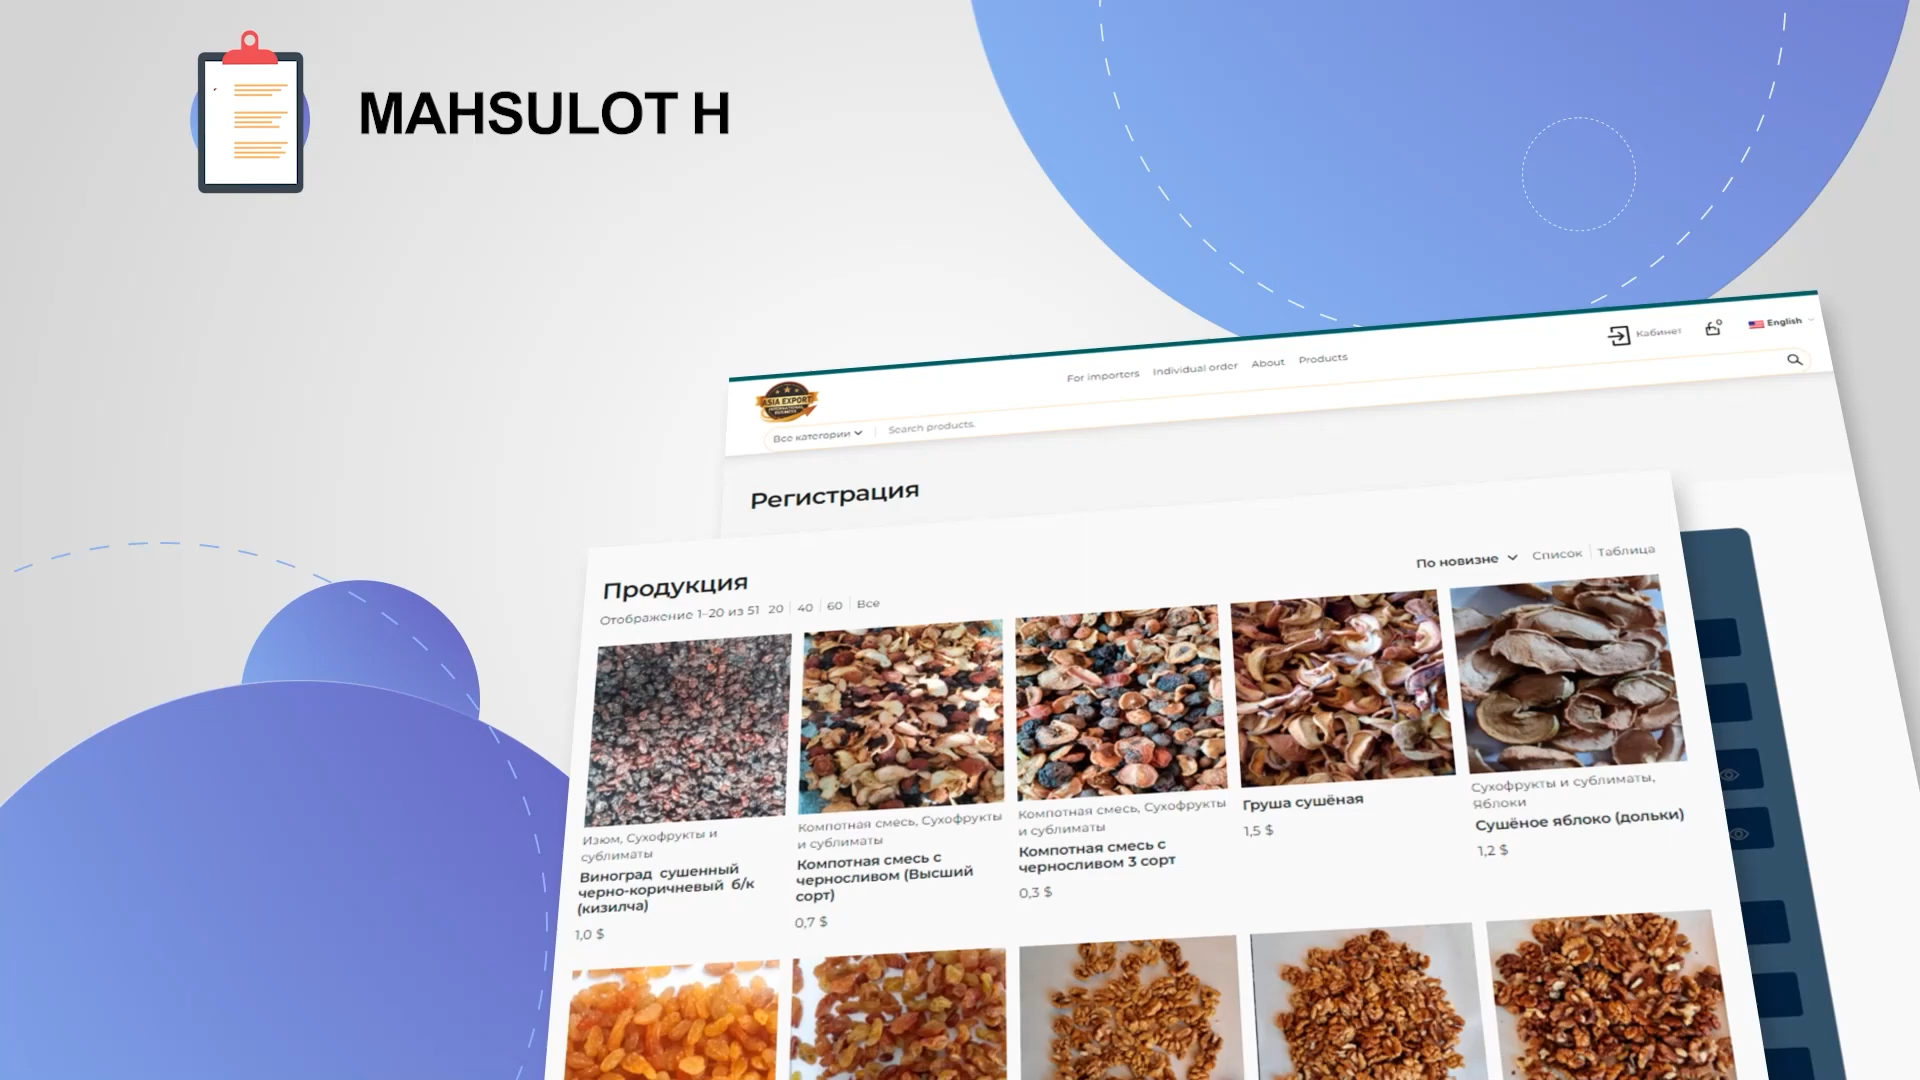 MAHSULOT H
ASIA EXPORT
For importers Individual order About Products
Кабинет 0 English
Все категории Search products.
Регистрация
Продукция
Отображение 1–20 из 51 20 40 60 Все
По новизне Список Таблица
Изюм, Сухофрукты и
сублиматы
Виноград сушенный
черно-коричневый б/к
(кизилча)
1,0 $
Компотная смесь, Сухофрукты
и сублиматы
Компотная смесь с
черносливом (Высший
сорт)
0,7 $
Компотная смесь, Сухофрукты
и сублиматы
Компотная смесь с
черносливом 3 сорт
0,3 $
Груша сушёная
1,5 $
Сухофрукты и сублиматы,
Яблоки
Сушёное яблоко (дольки)
1,2 $